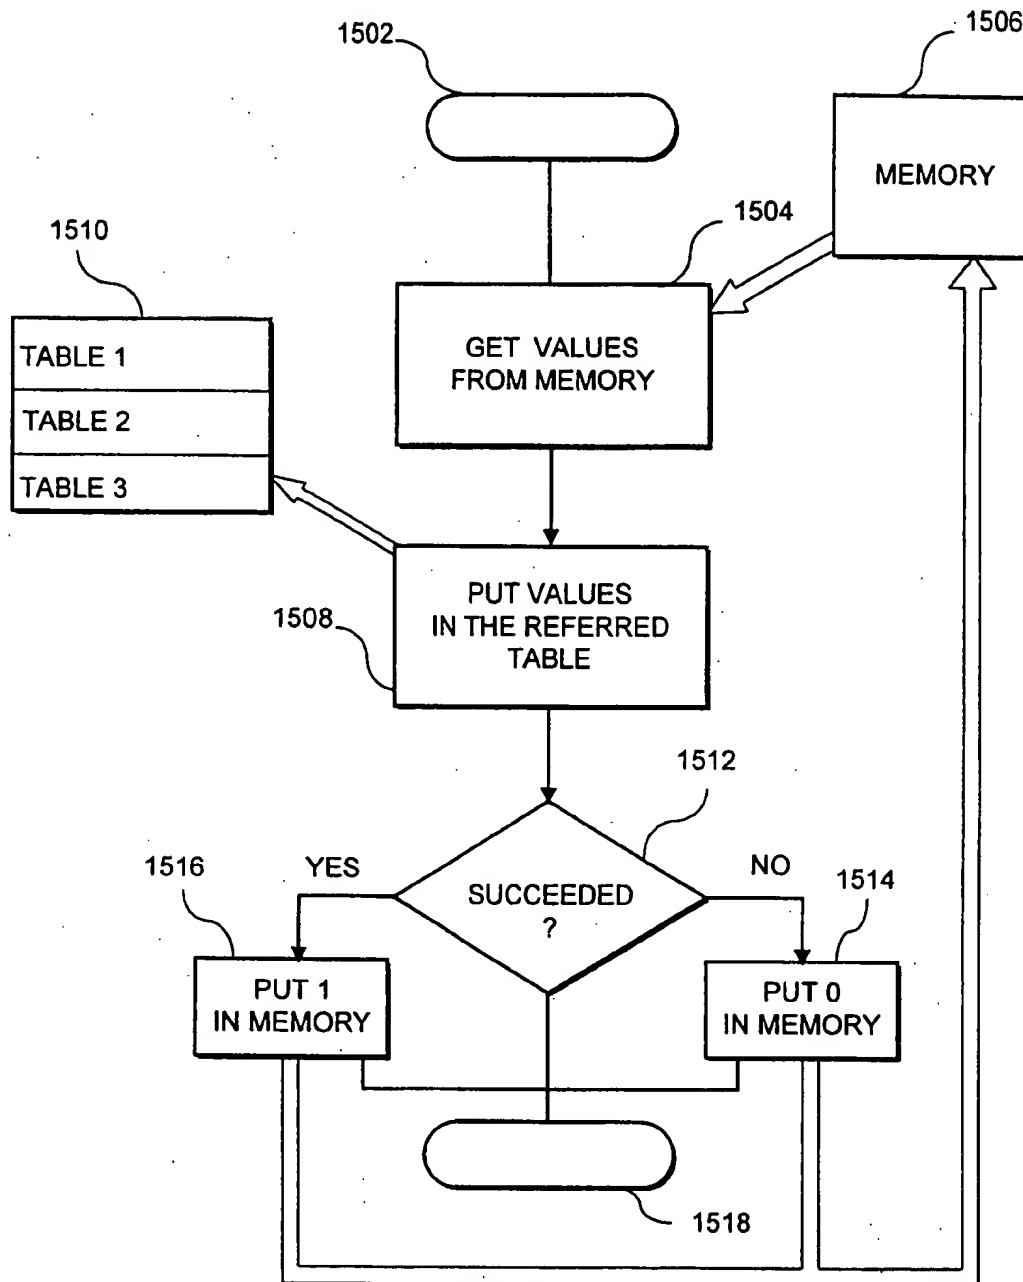 1502
1506
MEMORY
1504
1510
GET VALUES
FROM MEMORY
TABLE 1
TABLE 2
TABLE 3
PUT VALUES
IN THE REFERRED
TABLE
1508
1512
YES
NO
1516
1514
SUCCEEDED
?
PUT 1
IN MEMORY
PUT 0
IN MEMORY
1518